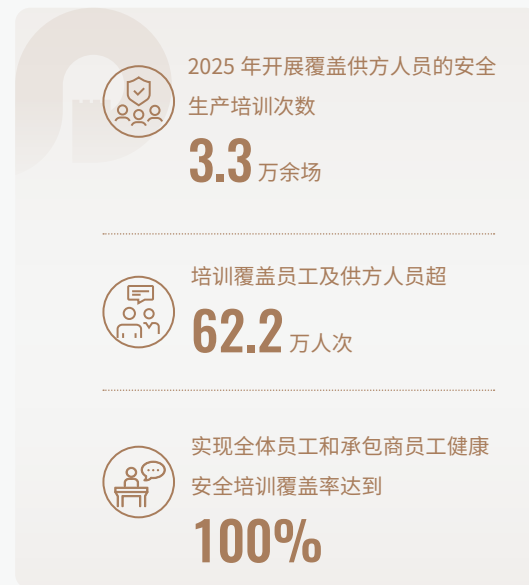 2025 年开展覆盖供方人员的安全
生产培训次数
3.3 万余场
培训覆盖员工及供方人员超
62.2 万人次
实现全体员工和承包商员工健康
安全培训覆盖率达到
100%